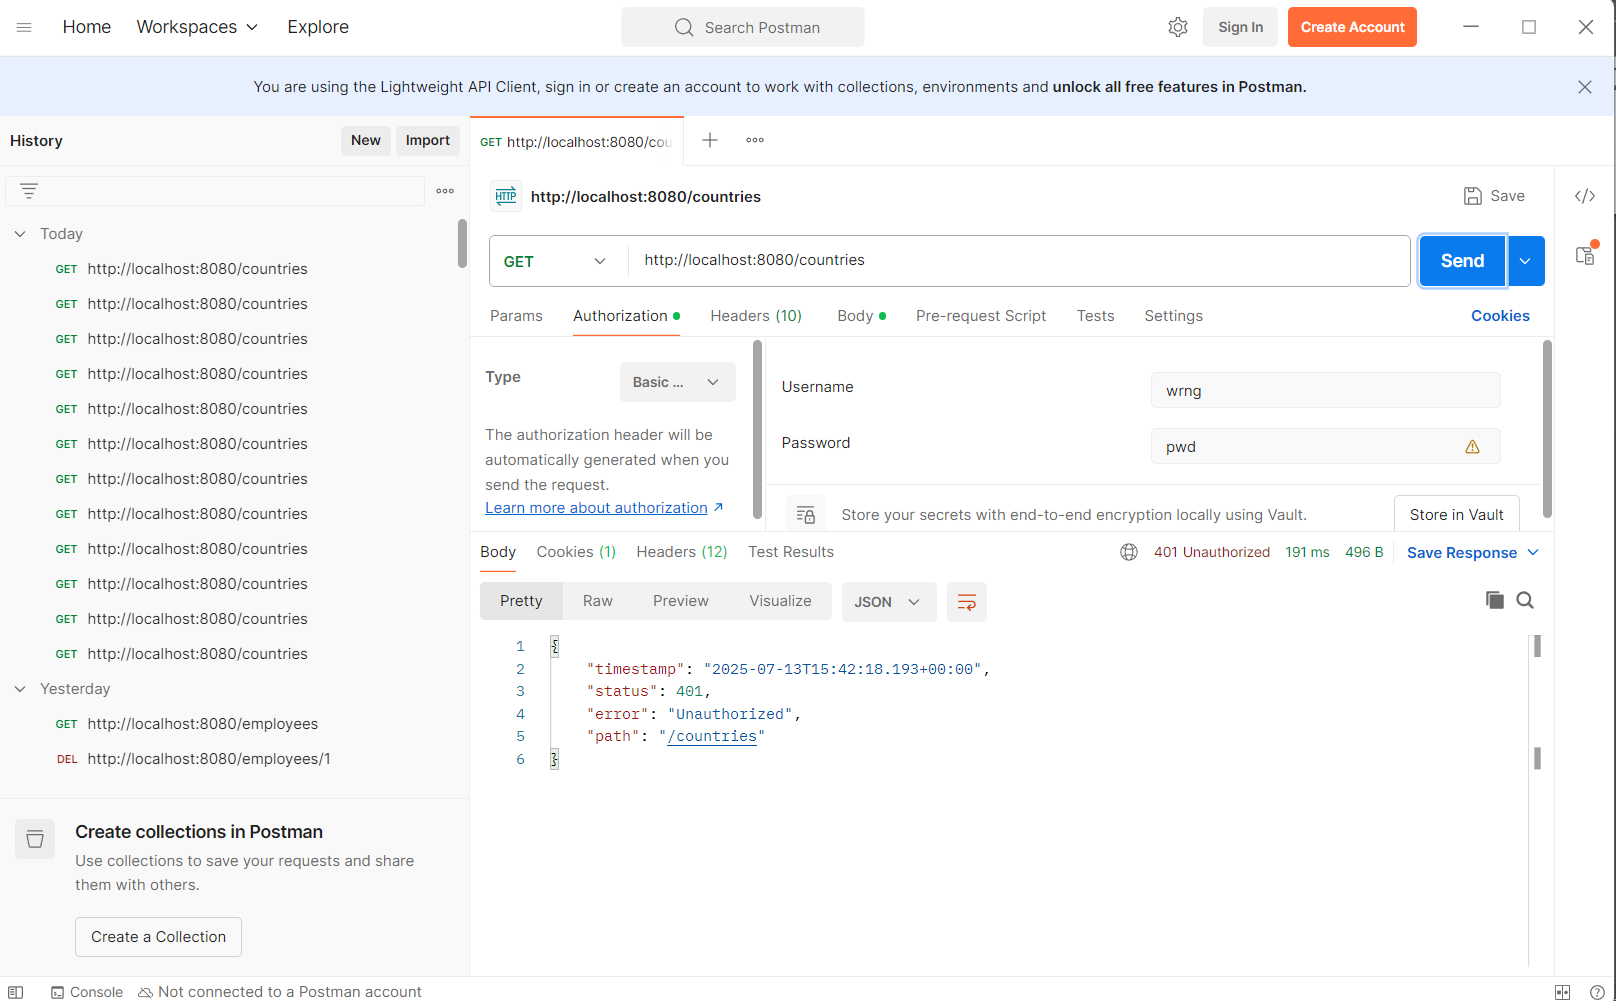 Home Workspaces Explore Search Postman Sign In Create Account
You are using the Lightweight API Client, sign in or create an account to work with collections, environments and unlock all free features in Postman.
History New Import
GET http://localhost:8080/cou
HTTP http://localhost:8080/countries Save
Today
GET http://localhost:8080/countries
GET http://localhost:8080/countries
GET http://localhost:8080/countries
GET http://localhost:8080/countries
GET http://localhost:8080/countries
GET http://localhost:8080/countries
GET http://localhost:8080/countries
GET http://localhost:8080/countries
GET http://localhost:8080/countries
GET http://localhost:8080/countries
GET http://localhost:8080/countries
GET http://localhost:8080/countries
Yesterday
GET http://localhost:8080/employees
DEL http://localhost:8080/employees/1
Create collections in Postman
Use collections to save your requests and share
them with others.
Create a Collection
GET http://localhost:8080/countries Send
Params Authorization Headers (10) Body Pre-request Script Tests Settings Cookies
Type Basic ...
The authorization header will be
automatically generated when you
send the request.
Learn more about authorization ↗
Username wrng
Password pwd
Store your secrets with end-to-end encryption locally using Vault. Store in Vault
Body Cookies (1) Headers (12) Test Results 401 Unauthorized 191 ms 496 B Save Response
Pretty Raw Preview Visualize JSON
1 {
2 "timestamp": "2025-07-13T15:42:18.193+00:00",
3 "status": 401,
4 "error": "Unauthorized",
5 "path": "/countries"
6 }
Console Not connected to a Postman account